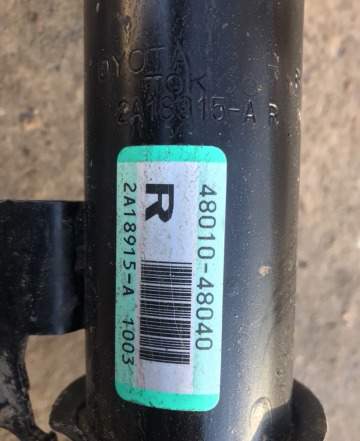 TOYOTA
TOK
2A18915-A R
48010-48040
R
2A18915-A 1003